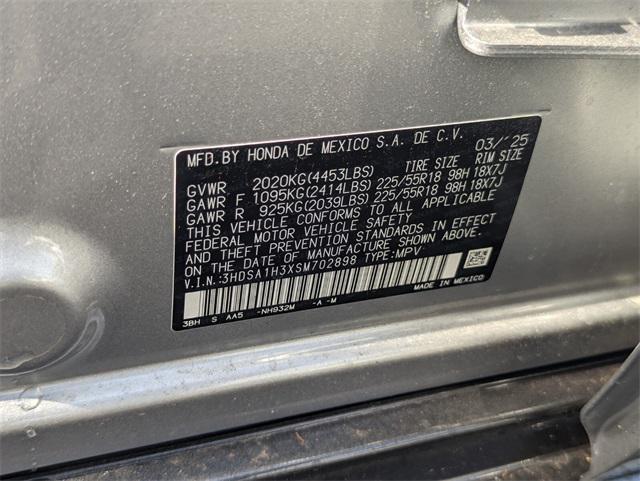 MFD.BY HONDA DE MEXICO S.A. DE C.V. 03/'25
TIRE SIZE RIM SIZE
GVWR 2020KG(4453LBS)
GAWR F 1095KG(2414LBS) 225/55R18 98H 18X7J
GAWR R 925KG(2039LBS) 225/55R18 98H 18X7J
THIS VEHICLE CONFORMS TO ALL APPLICABLE
FEDERAL MOTOR VEHICLE SAFETY
AND THEFT PREVENTION STANDARDS IN EFFECT
ON THE DATE OF MANUFACTURE SHOWN ABOVE.
V.I.N.:3HDSA1H3XSM702898 TYPE:MPV
MADE IN MEXICO
3BH S AA5 -NH932M -A -M